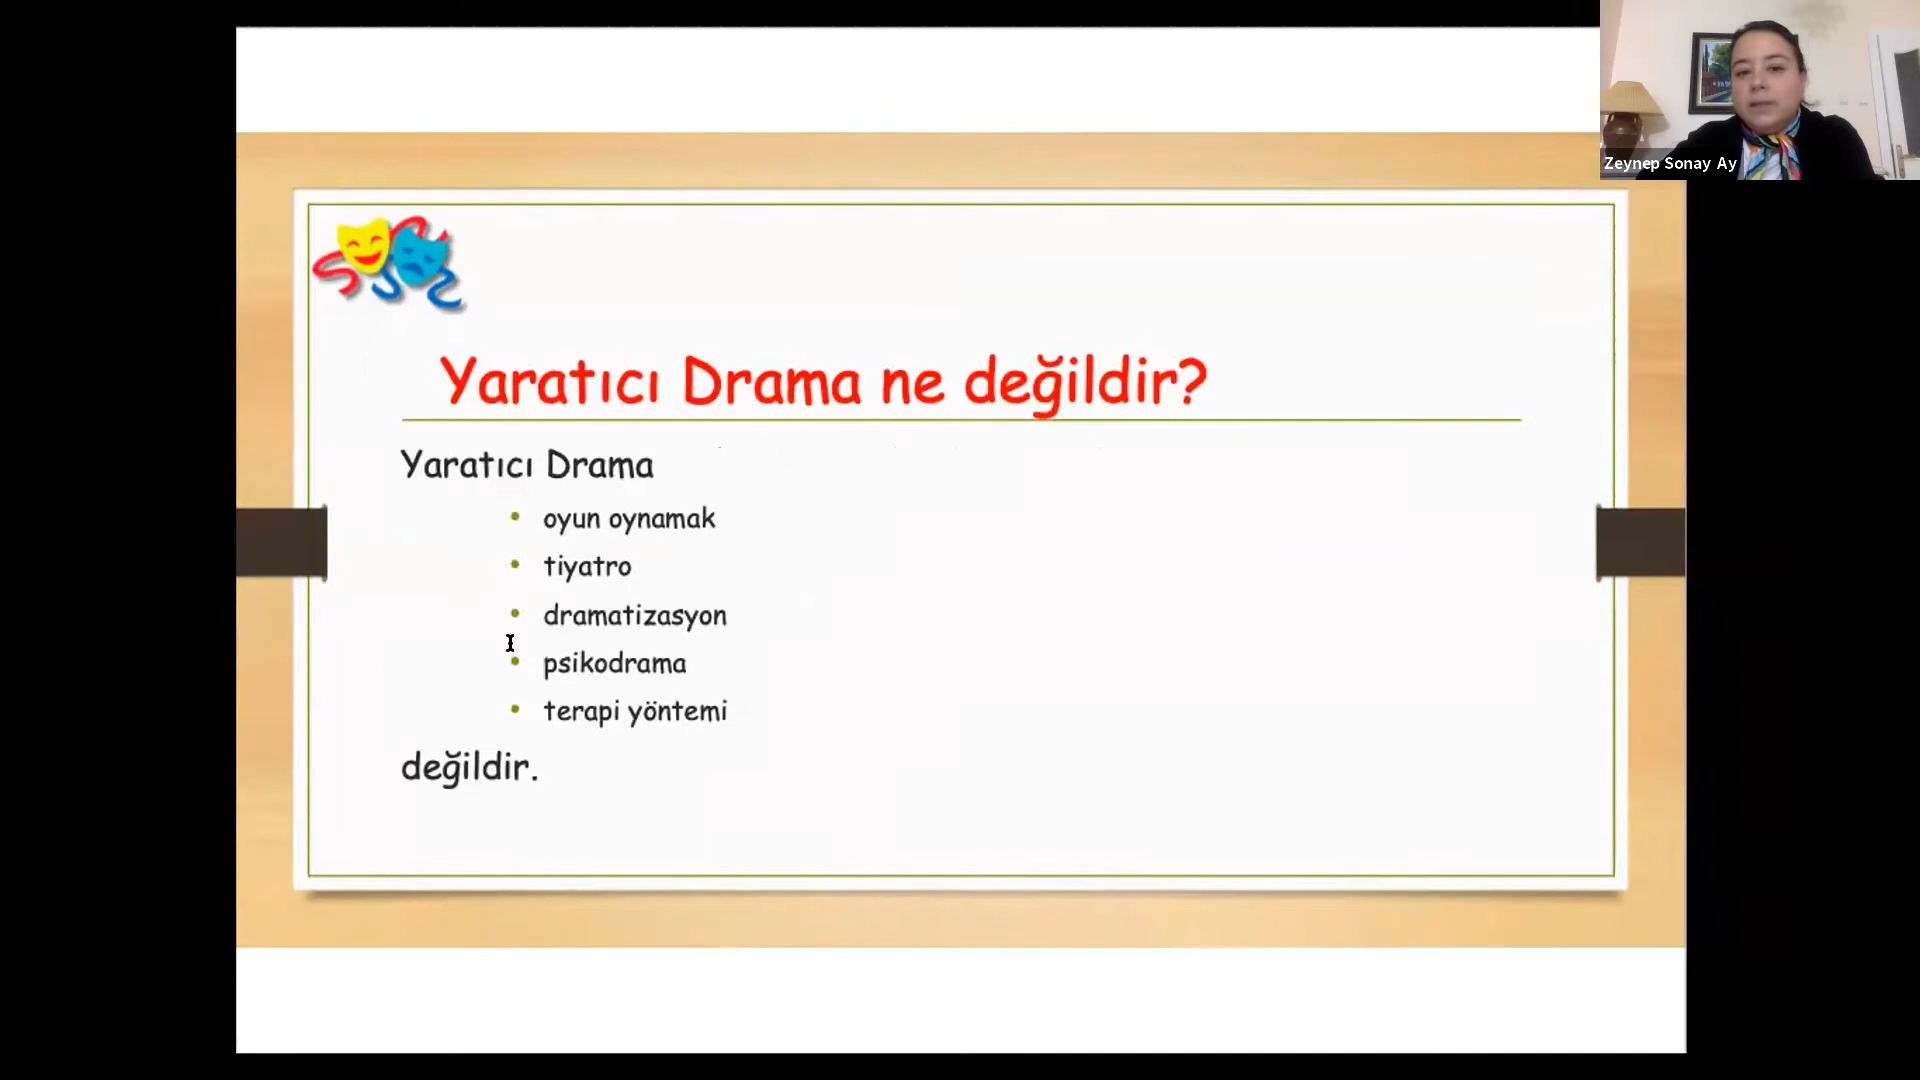 Zeynep Sonay Ay
Yaratıcı Drama ne değildir?
Yaratıcı Drama
• oyun oynamak
• tiyatro
• dramatizasyon
• psikodrama
• terapi yöntemi
değildir.